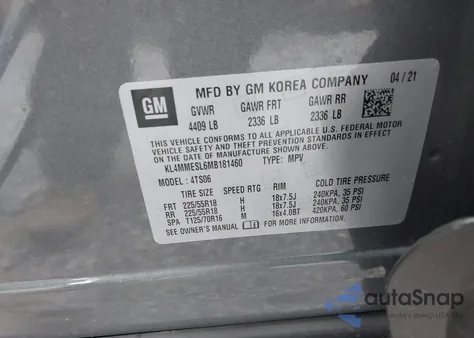 GM
MFD BY GM KOREA COMPANY 04/21
GVWR GAWR FRT GAWR RR
4409 LB 2336 LB 2336 LB
THIS VEHICLE CONFORMS TO ALL APPLICABLE U.S. FEDERAL MOTOR
VEHICLE SAFETY AND THEFT PREVENTION STANDARDS IN EFFECT ON
THE DATE OF MANUFACTURE SHOWN ABOVE.
KL4MMESL6MB181460 TYPE: MPV
MODEL: 4TS06
TIRE SIZE SPEED RTG RIM COLD TIRE PRESSURE
FRT 225/55R18 H 18x7.5J 240KPA, 35 PSI
RR 225/55R18 H 18x7.5J 240KPA, 35 PSI
SPA T125/70R16 M 16x4.0BT 420KPA, 60 PSI
SEE OWNER'S MANUAL
autoSnap